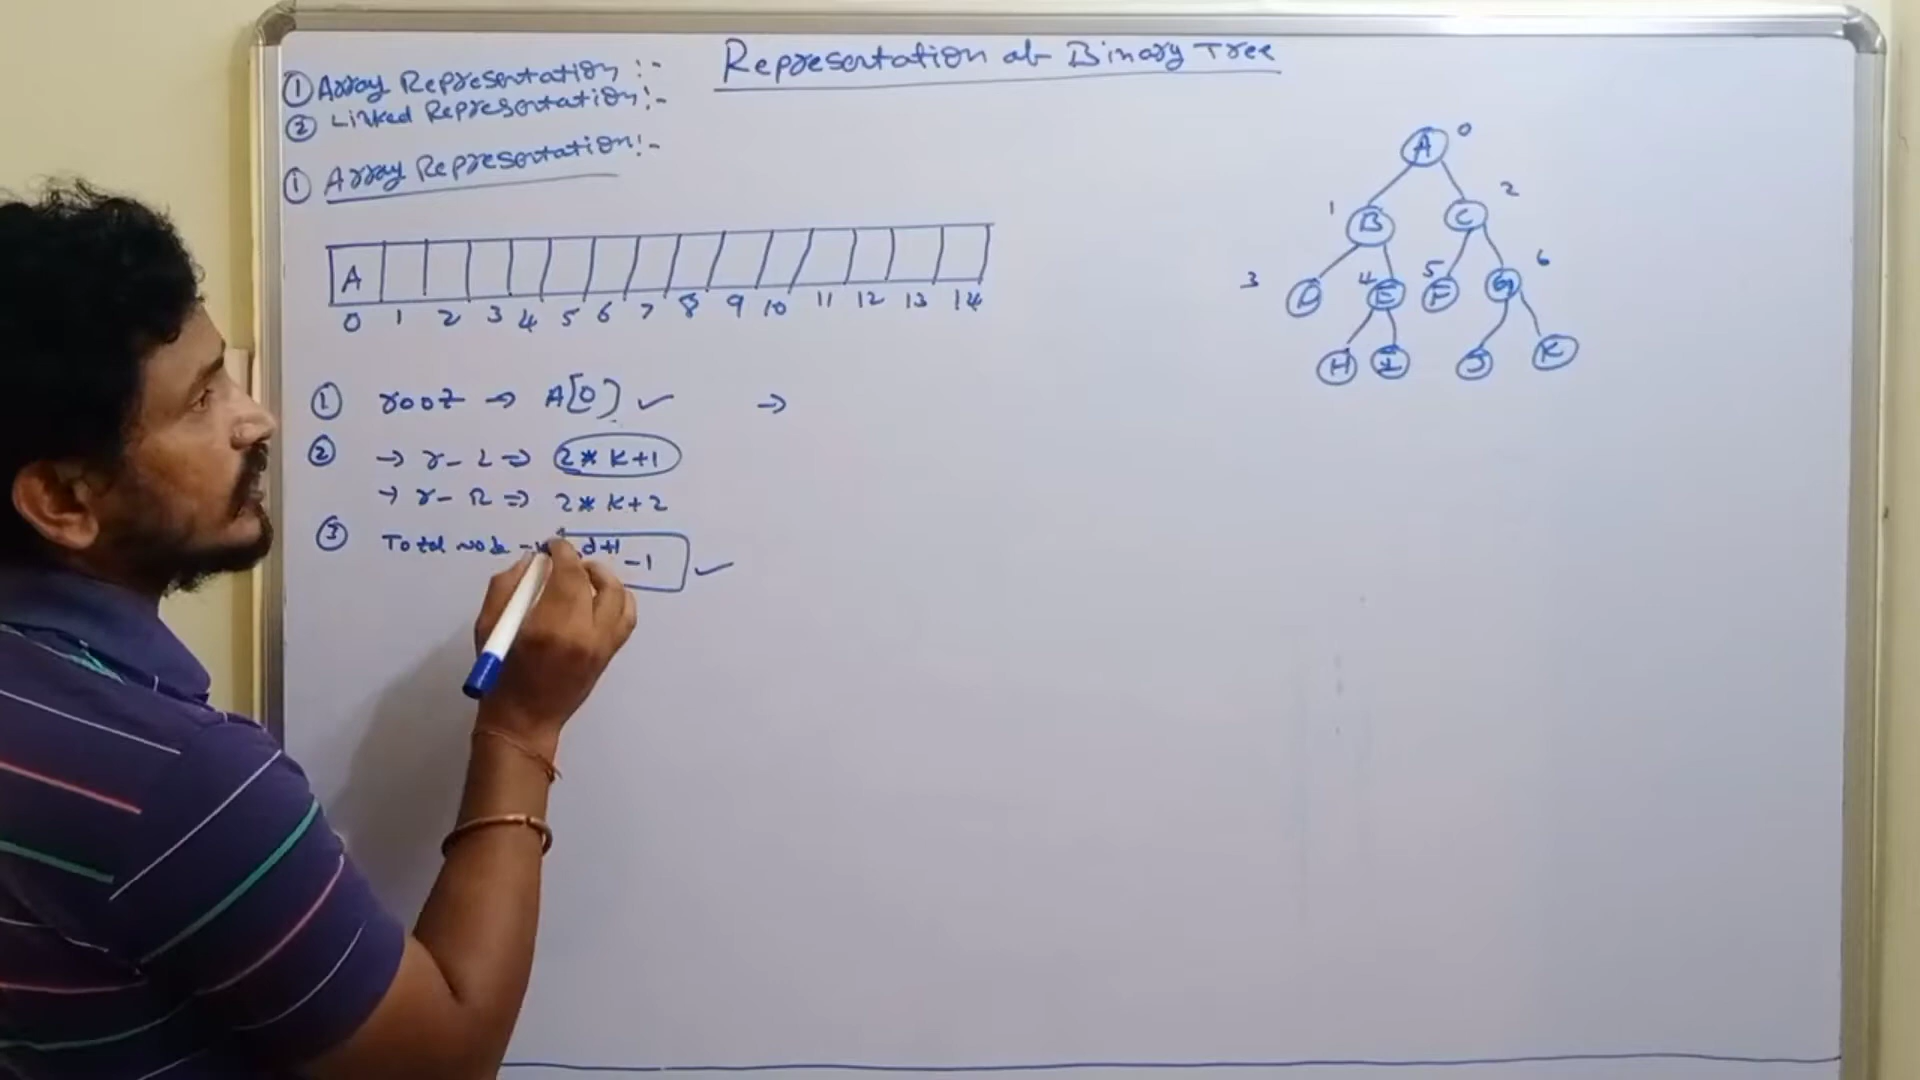 Representation of Binary Tree
① Array Representation :-
② Linked Representation :-
① Array Representation :-
A
0 1 2 3 4 5 6 7 8 9 10 11 12 13 14
① root → A[0] ✓ →
② → r - L ⇒ 2 * K+1
→ r - R ⇒ 2 * K+2
③ Total node d+1 -1 ✓
A 0
1 B C 2
3 D 4 E 5 F G 6
H I J K